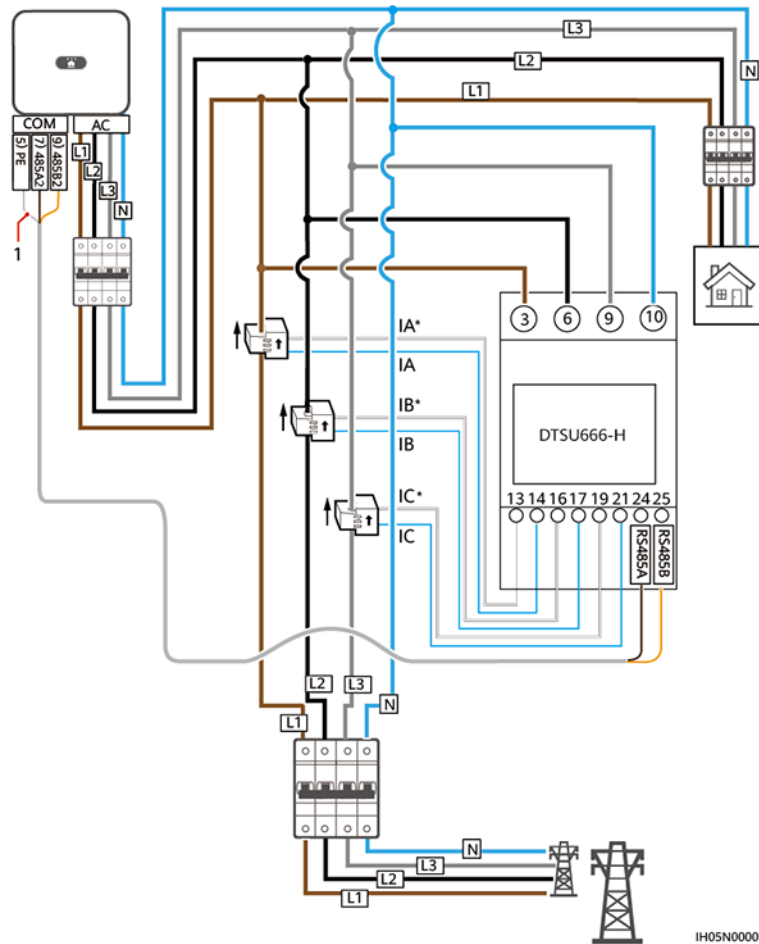 L3
L2
N
L1
COM
AC
5) PE
7) 485A2
9) 485B2
L1
L2
L3
N
1
3
6
9
10
IA*
IA
IB*
IB
DTSU666-H
IC*
IC
13 14 16 17 19 21 24 25
RS485A
RS485B
L2
L3
N
L1
N
L3
L2
L1
IH05N0000